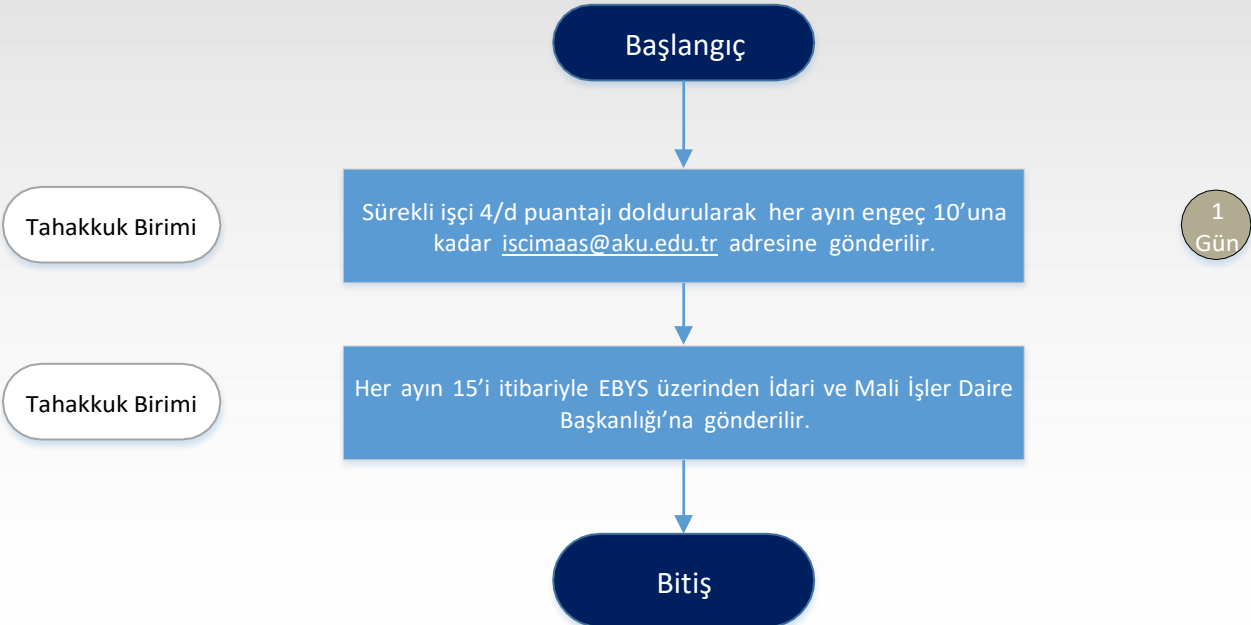 Başlangıç
Tahakkuk Birimi
Sürekli işçi 4/d puantajı doldurularak her ayın engeç 10’una
kadar iscimaas@aku.edu.tr adresine gönderilir.
1
Gün
Tahakkuk Birimi
Her ayın 15’i itibariyle EBYS üzerinden İdari ve Mali İşler Daire
Başkanlığı’na gönderilir.
Bitiş